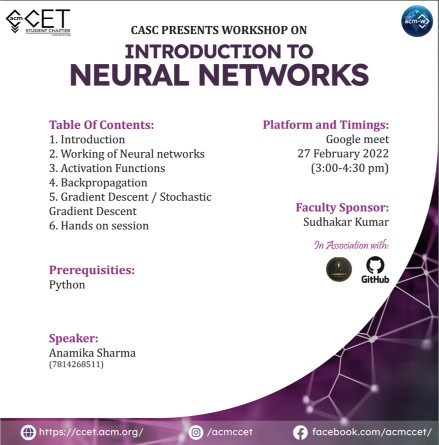 acm CCET
STUDENT CHAPTER
acm-w
CASC PRESENTS WORKSHOP ON
INTRODUCTION TO
NEURAL NETWORKS
Table Of Contents:
1. Introduction
2. Working of Neural networks
3. Activation Functions
4. Backpropagation
5. Gradient Descent / Stochastic
Gradient Descent
6. Hands on session
Platform and Timings:
Google meet
27 February 2022
(3:00-4:30 pm)
Faculty Sponsor:
Sudhakar Kumar
In Association with:
GitHub
Prerequisities:
Python
Speaker:
Anamika Sharma
(7814268511)
https://ccet.acm.org/
/acmccet
facebook.com/acmccet/